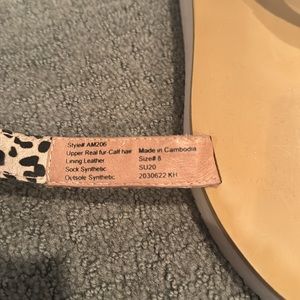 Style# AM206
Upper Real fur-Calf hair Made in Cambodia
Lining Leather Size# 8
Sock Synthetic SU20
Outsole Synthetic 2030622 KH